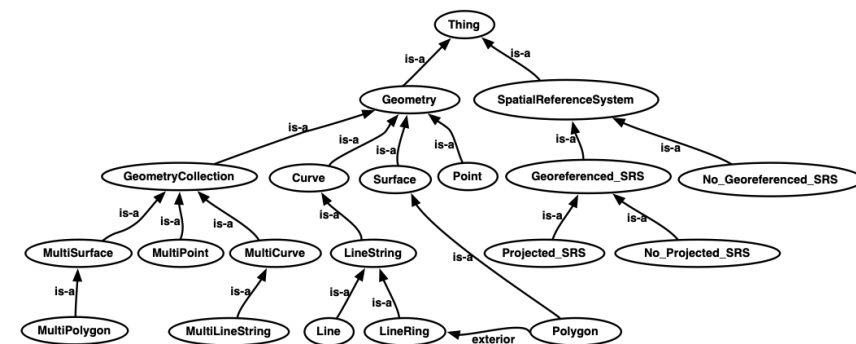 Thing
is-a is-a
Geometry SpatialReferenceSystem
is-a is-a is-a is-a is-a is-a
GeometryCollection Curve Surface Point Georeferenced_SRS No_Georeferenced_SRS
is-a is-a is-a is-a is-a is-a
MultiSurface MultiPoint MultiCurve LineString Projected_SRS No_Projected_SRS
is-a is-a is-a is-a is-a
MultiPolygon MultiLineString Line LineRing Polygon
exterior